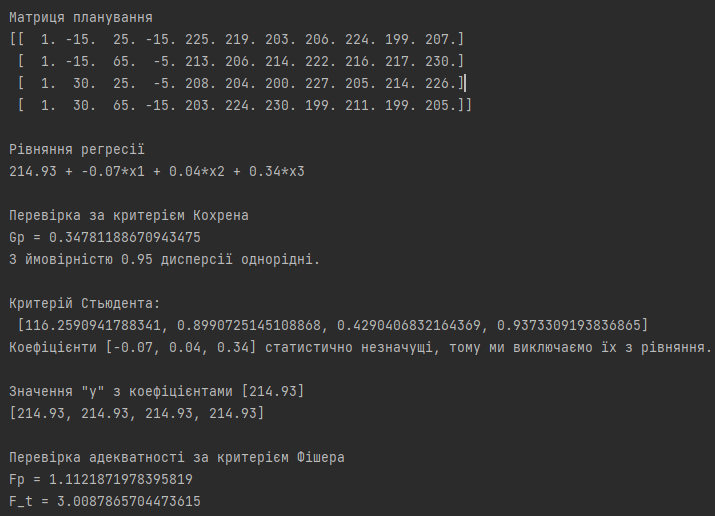 Матриця планування
[[  1. -15.  25. -15. 225. 219. 203. 206. 224. 199. 207.]
 [  1. -15.  65.  -5. 213. 206. 214. 222. 216. 217. 230.]
 [  1.  30.  25.  -5. 208. 204. 200. 227. 205. 214. 226.]
 [  1.  30.  65. -15. 203. 224. 230. 199. 211. 199. 205.]]
Рівняння регресії
214.93 + -0.07*x1 + 0.04*x2 + 0.34*x3
Перевірка за критерієм Кохрена
Gp = 0.34781188670943475
З ймовірністю 0.95 дисперсії однорідні.
Критерій Стьюдента:
 [116.2590941788341, 0.8990725145108868, 0.4290406832164369, 0.9373309193836865]
Коефіцієнти [-0.07, 0.04, 0.34] статистично незначущі, тому ми виключаємо їх з рівняння.
Значення "y" з коефіцієнтами [214.93]
[214.93, 214.93, 214.93, 214.93]
Перевірка адекватності за критерієм Фішера
Fp = 1.1121871978395819
F_t = 3.0087865704473615